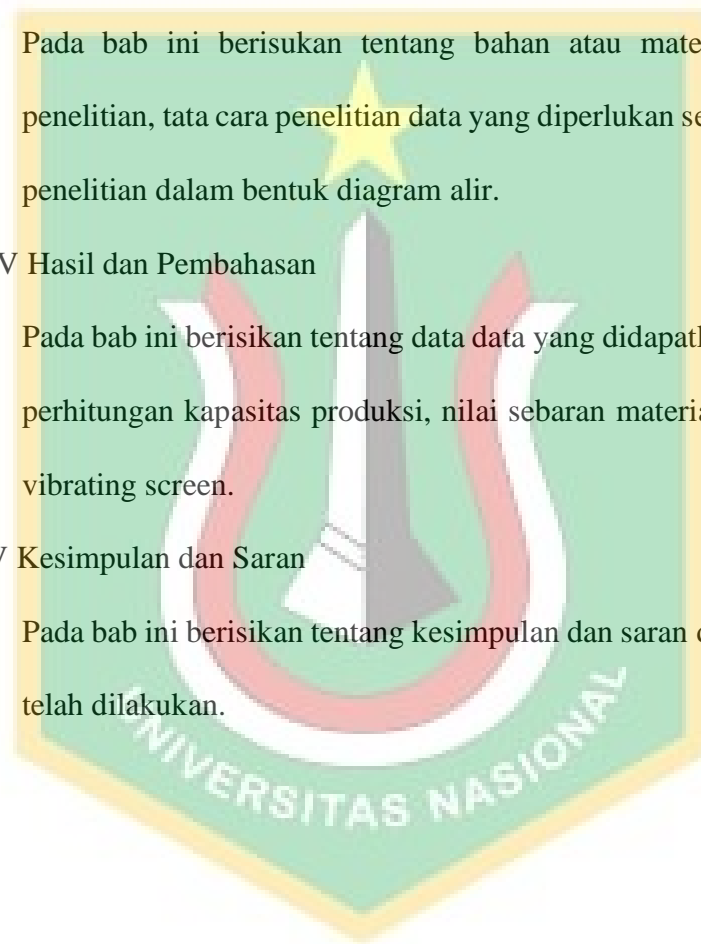 Pada bab ini berisukan tentang bahan atau mate
penelitian, tata cara penelitian data yang diperlukan se
penelitian dalam bentuk diagram alir.
V Hasil dan Pembahasan
Pada bab ini berisikan tentang data data yang didapat
perhitungan kapasitas produksi, nilai sebaran materia
vibrating screen.
V Kesimpulan dan Saran
Pada bab ini berisikan tentang kesimpulan dan saran
telah dilakukan.
UNIVERSITAS NASIONAL